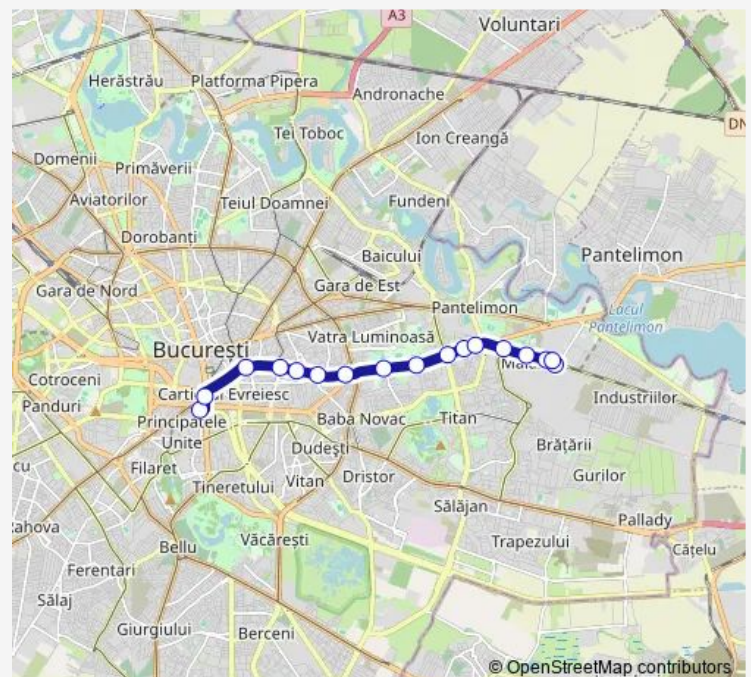 A3
Voluntari
Herăstrău
Platforma Pipera
Andronache
DN
Tei Toboc
Ion Creangă
Domenii
Primăverii
Aviatorilor
Teiul Doamnei
Fundeni
Dorobanți
Baicului
Pantelimon
Gara de Nord
Gara de Est
Pantelimon
Lacul
Pantelimon
București
Vatra Luminoasă
Cotroceni
Industriilor
Panduri
Principatele
Unite
Baba Novac
Titan
Brățării
Dudești
Filaret
Vitan
Dristor
Gurilor
Tineretului
Sălăjan
Pallady
Văcărești
Trapezului
Cățelu
Bellu
Ferentari
Sălaj
Giurgiului
Berceni
© OpenStreetMap contributors